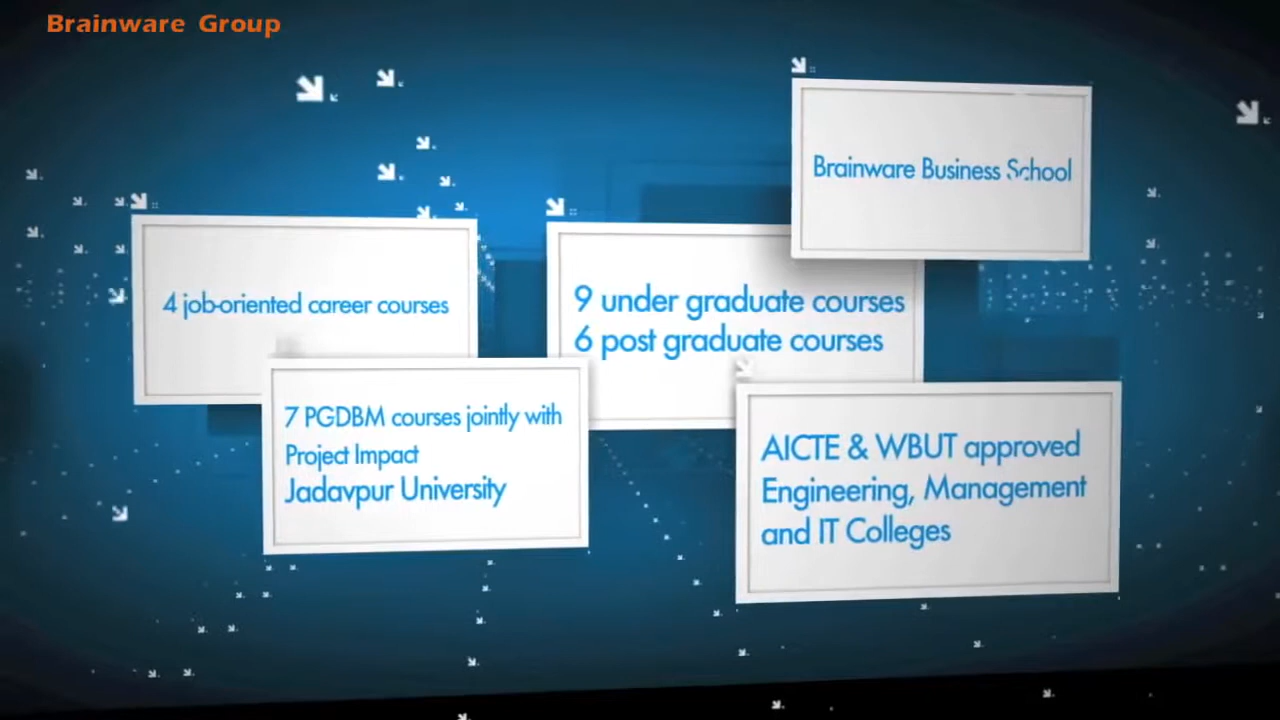 Brainware Group
Brainware Business School
4 job-oriented career courses
9 under graduate courses
6 post graduate courses
7 PGDBM courses jointly with
Project Impact
Jadavpur University
AICTE & WBUT approved
Engineering, Management
and IT Colleges